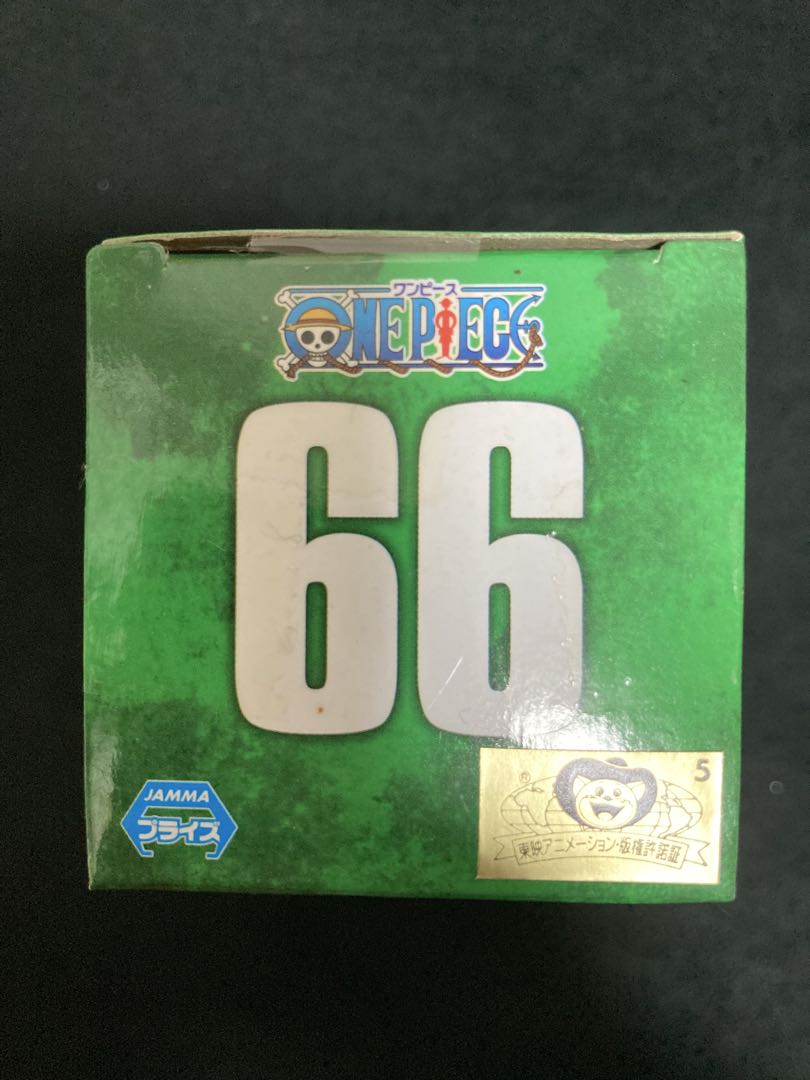 ワンピース
ONE PIECE
66
JAMMA
プライズ
®
5
東映アニメーション・版権許諾証